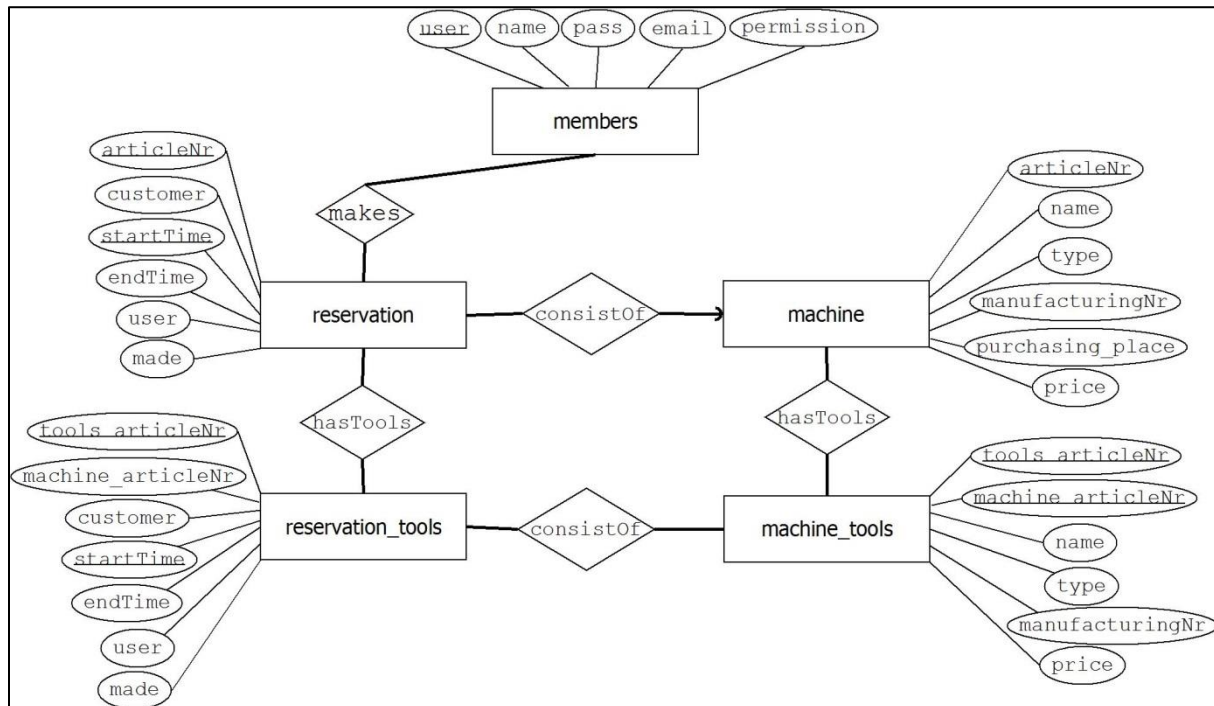 user
name
pass
email
permission
members
articleNr
customer
startTime
endTime
user
made
makes
reservation
consistOf
machine
articleNr
name
type
manufacturingNr
purchasing_place
price
hasTools
hasTools
tools_articleNr
machine_articleNr
customer
startTime
endTime
user
made
reservation_tools
consistOf
machine_tools
tools_articleNr
machine_articleNr
name
type
manufacturingNr
price